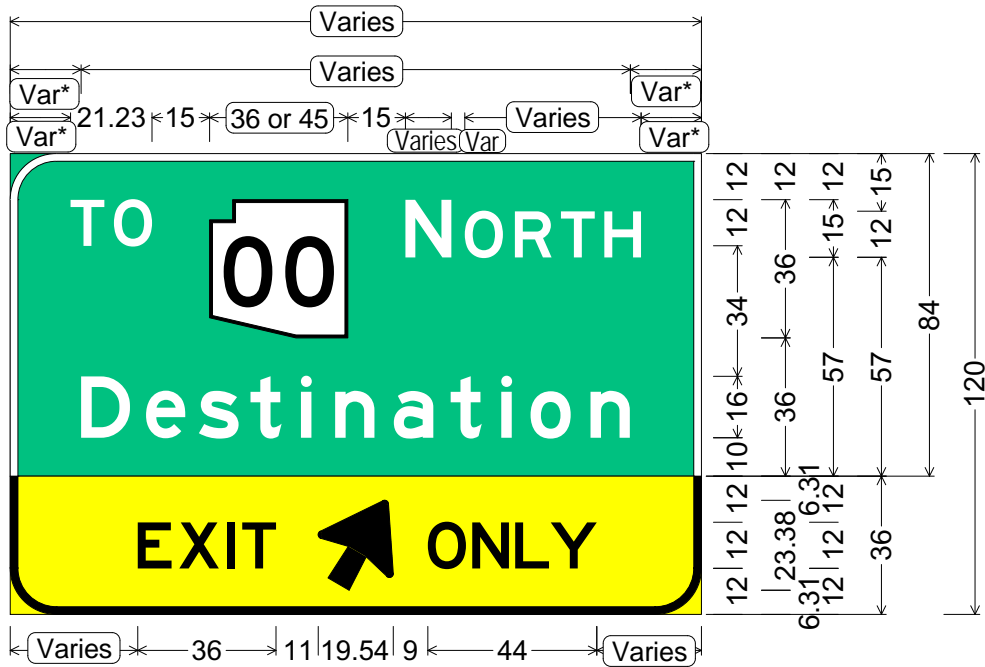 Varies
Varies
Var* Var*
Var* 21.23 15 36 or 45 15 Varies Var Varies Var*
TO 00 NORTH
Destination
EXIT ONLY
12 12 12 15
12 15 12
36
34 57 57 84 120
16 36
10
12 6.31 12
12 23.38 12 36
12 6.31 12
Varies 36 11 19.54 9 44 Varies